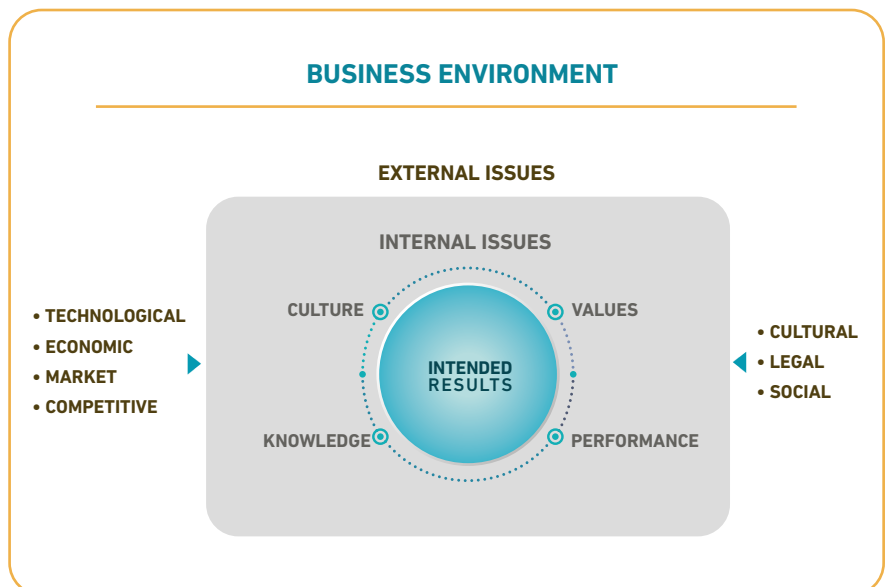 BUSINESS ENVIRONMENT
EXTERNAL ISSUES
INTERNAL ISSUES
CULTURE
VALUES
• TECHNOLOGICAL
• ECONOMIC
• MARKET
• COMPETITIVE
INTENDED
RESULTS
• CULTURAL
• LEGAL
• SOCIAL
KNOWLEDGE
PERFORMANCE